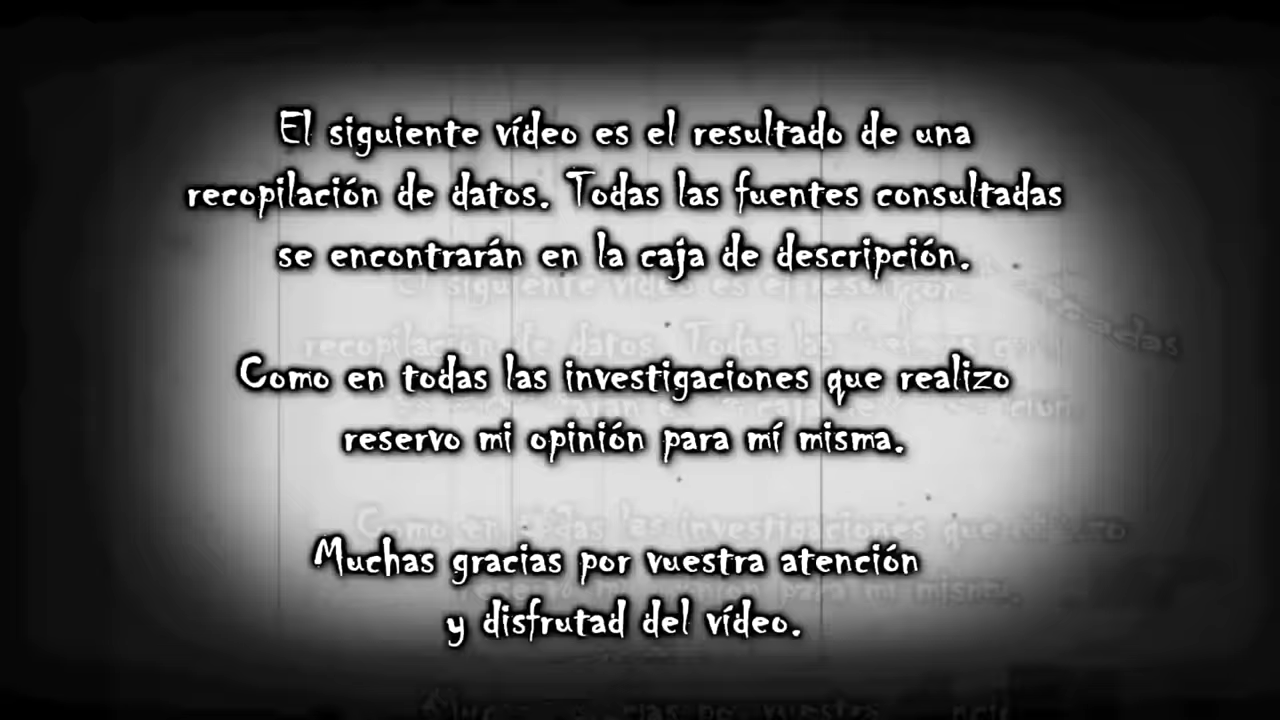 El siguiente vídeo es el resultado de una
recopilación de datos. Todas las fuentes consultadas
se encontrarán en la caja de descripción.
Como en todas las investigaciones que realizo
reservo mi opinión para mí misma.
Muchas gracias por vuestra atención
y disfrutad del vídeo.